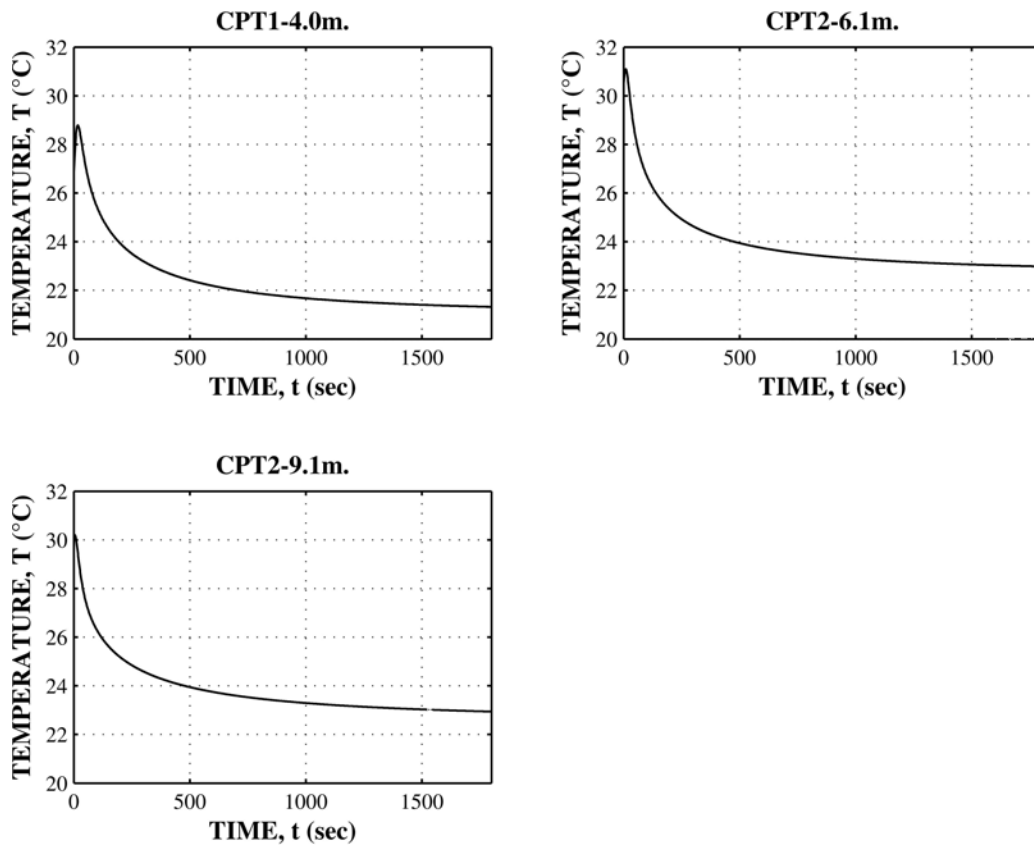 CPT1-4.0m.
32
30
28
26
24
22
20
TEMPERATURE, T (°C)
0 500 1000 1500
TIME, t (sec)
CPT2-6.1m.
32
30
28
26
24
22
20
TEMPERATURE, T (°C)
0 500 1000 1500
TIME, t (sec)
CPT2-9.1m.
32
30
28
26
24
22
20
TEMPERATURE, T (°C)
0 500 1000 1500
TIME, t (sec)